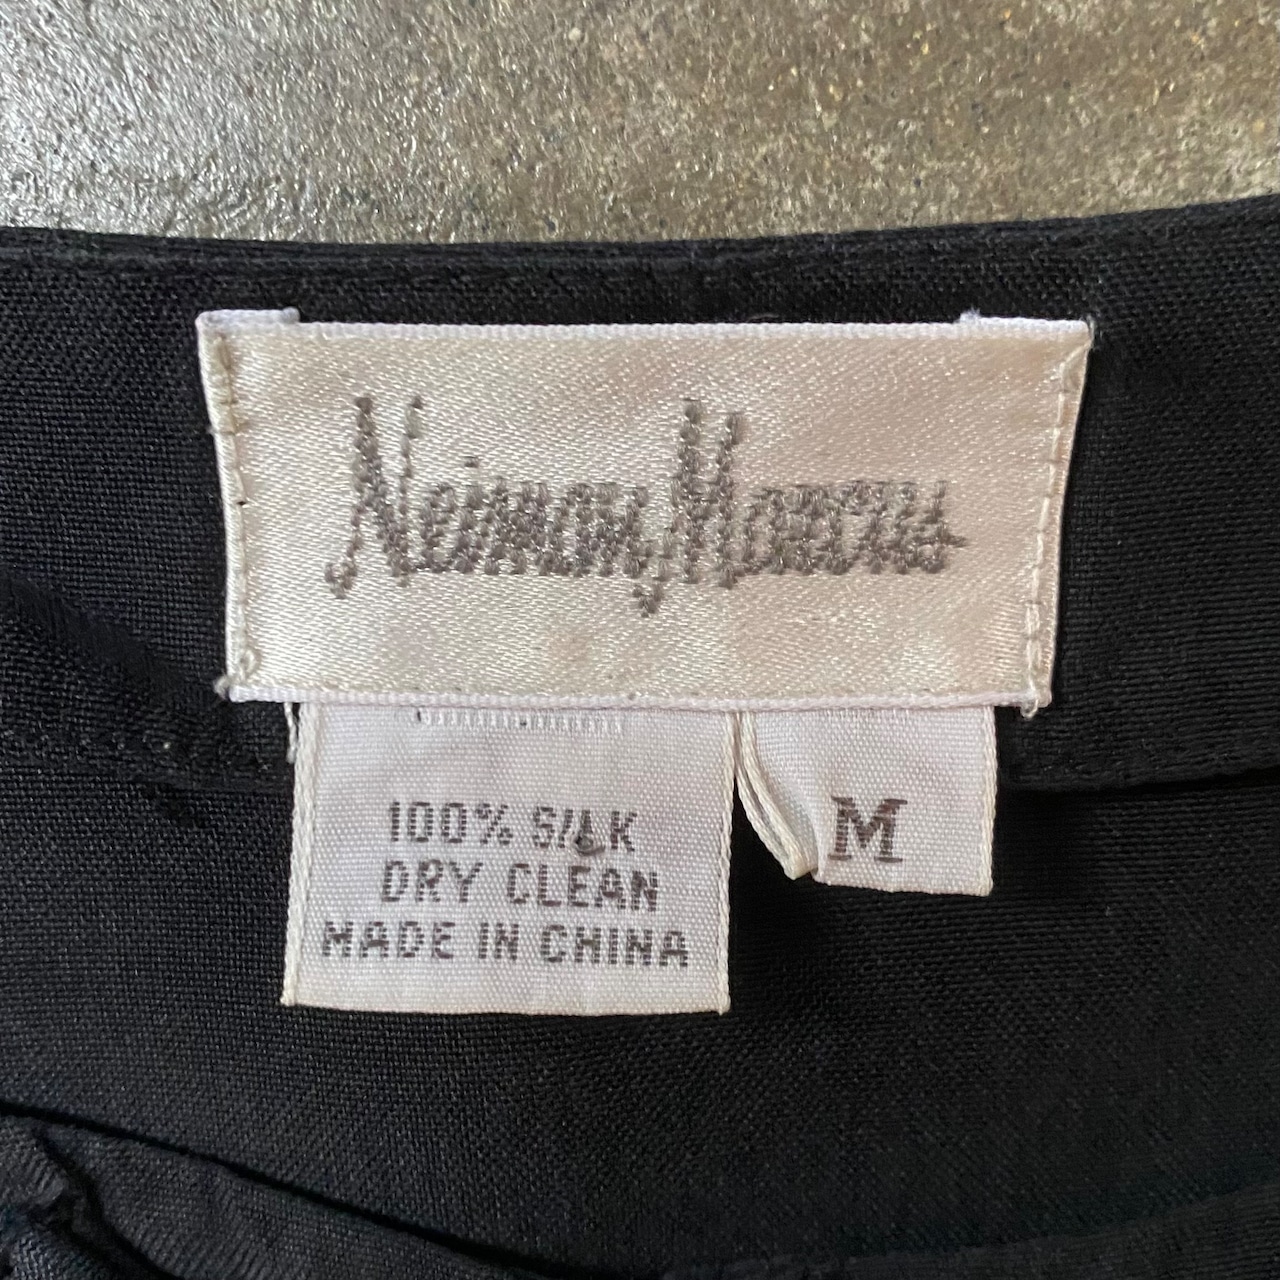 Neiman Marcus
100% SILK
DRY CLEAN
MADE IN CHINA
M